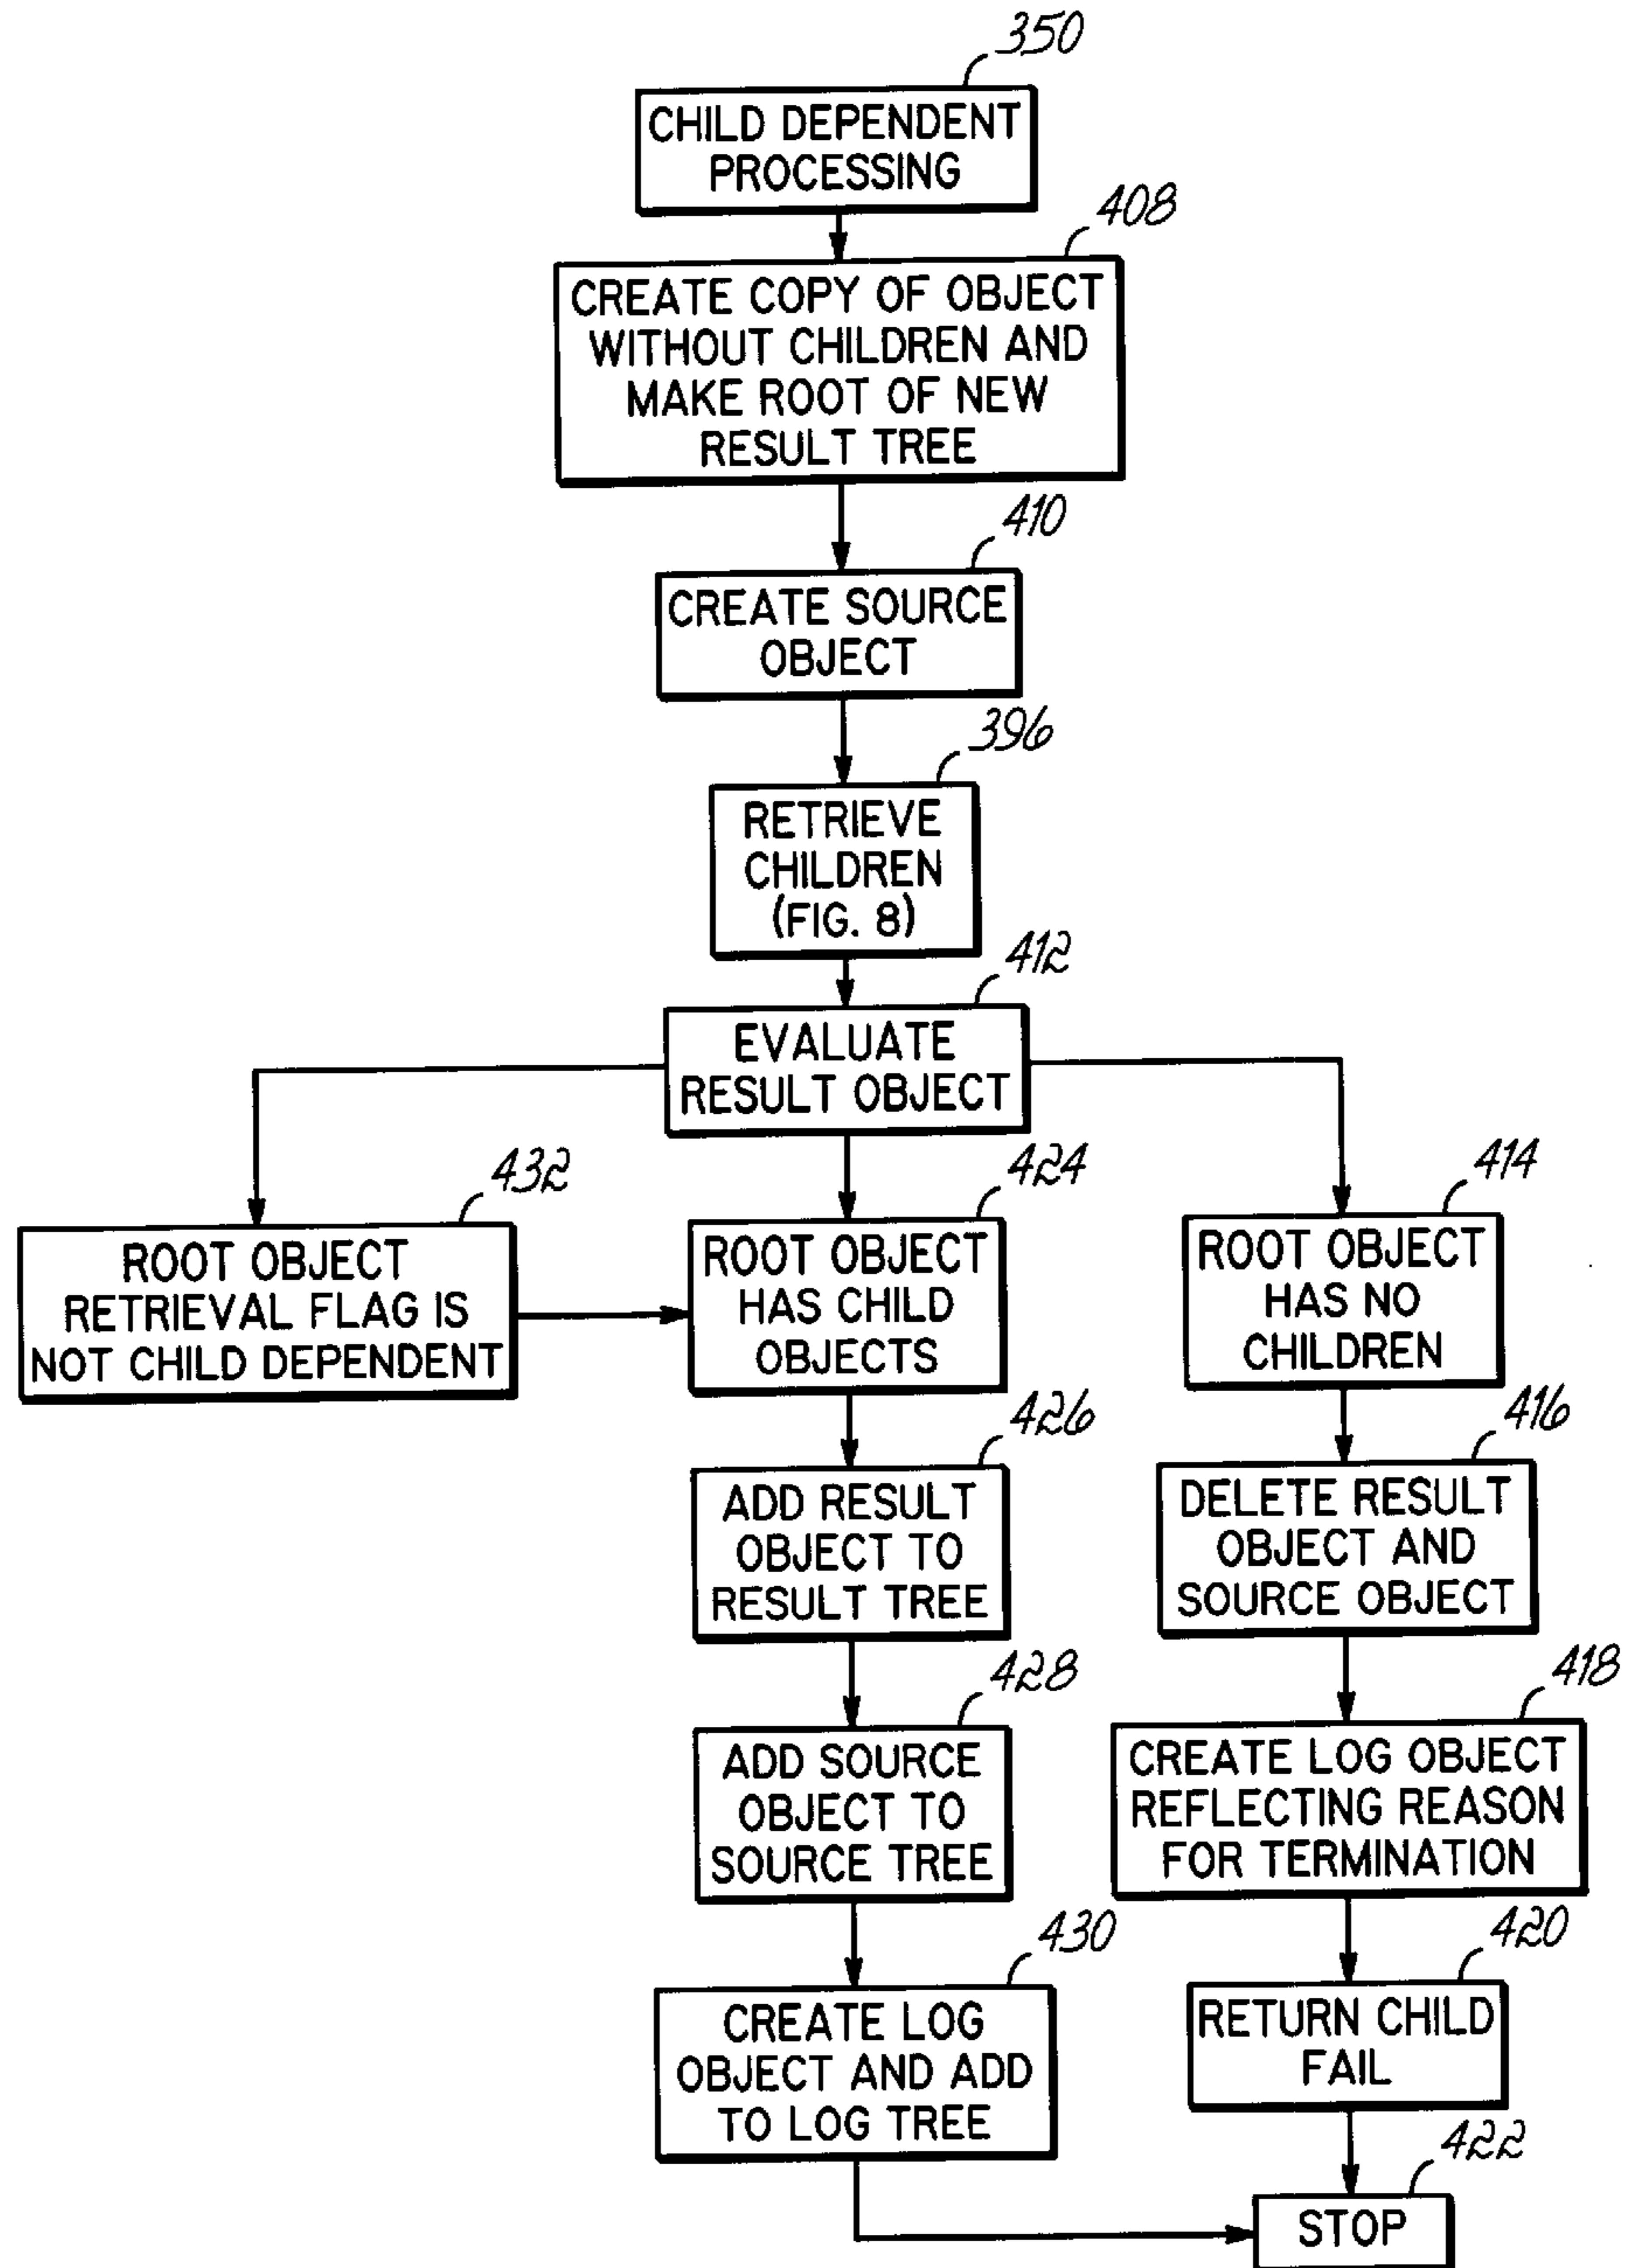 350
CHILD DEPENDENT
PROCESSING
408
CREATE COPY OF OBJECT
WITHOUT CHILDREN AND
MAKE ROOT OF NEW
RESULT TREE
410
CREATE SOURCE
OBJECT
396
RETRIEVE
CHILDREN
(FIG. 8)
412
EVALUATE
RESULT OBJECT
432
ROOT OBJECT
RETRIEVAL FLAG IS
NOT CHILD DEPENDENT
424
ROOT OBJECT
HAS CHILD
OBJECTS
414
ROOT OBJECT
HAS NO
CHILDREN
426
ADD RESULT
OBJECT TO
RESULT TREE
416
DELETE RESULT
OBJECT AND
SOURCE OBJECT
428
ADD SOURCE
OBJECT TO
SOURCE TREE
418
CREATE LOG OBJECT
REFLECTING REASON
FOR TERMINATION
430
CREATE LOG
OBJECT AND ADD
TO LOG TREE
420
RETURN CHILD
FAIL
422
STOP